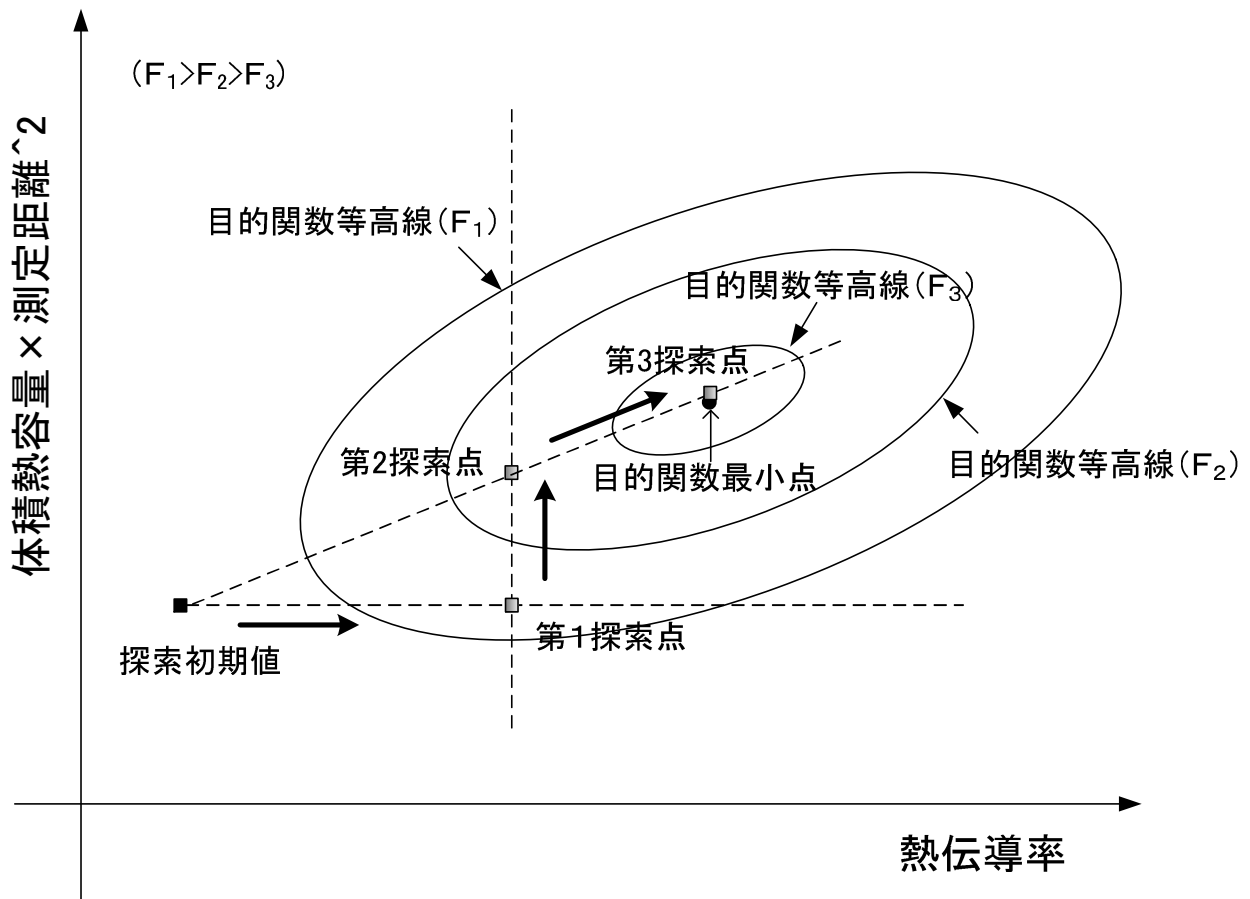 (F₁>F₂>F₃)
体積熱容量×測定距離^2
目的関数等高線(F₁)
目的関数等高線(F₃)
第3探索点
第2探索点
目的関数最小点
目的関数等高線(F₂)
第1探索点
探索初期値
熱伝導率